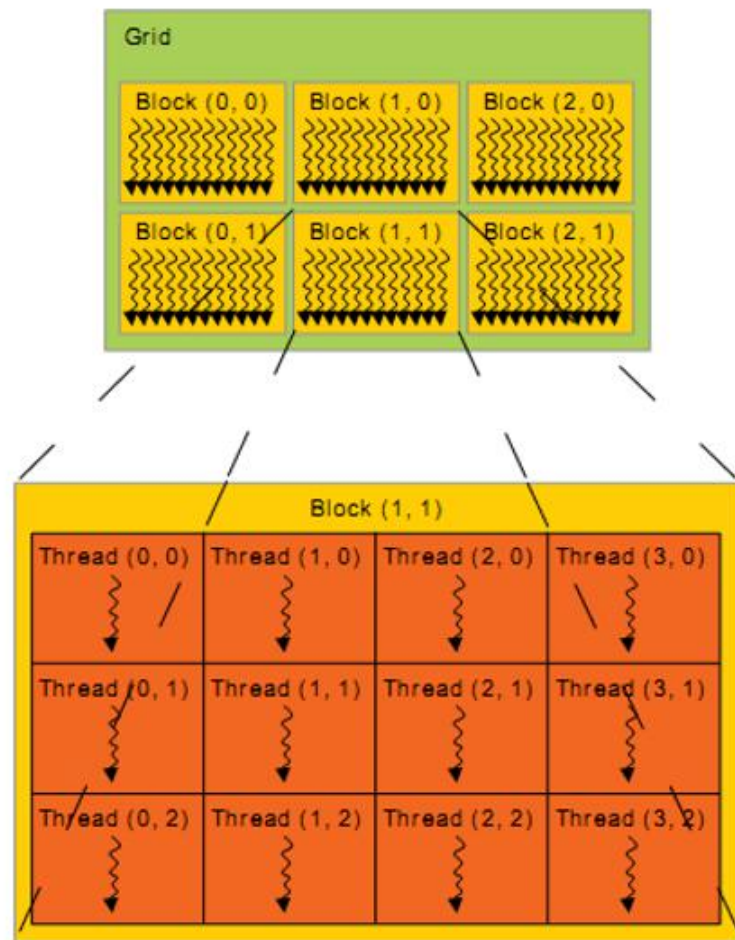 Grid
Block (0, 0) Block (1, 0) Block (2, 0)
Block (0, 1) Block (1, 1) Block (2, 1)
Block (1, 1)
Thread (0, 0) Thread (1, 0) Thread (2, 0) Thread (3, 0)
Thread (0, 1) Thread (1, 1) Thread (2, 1) Thread (3, 1)
Thread (0, 2) Thread (1, 2) Thread (2, 2) Thread (3, 2)